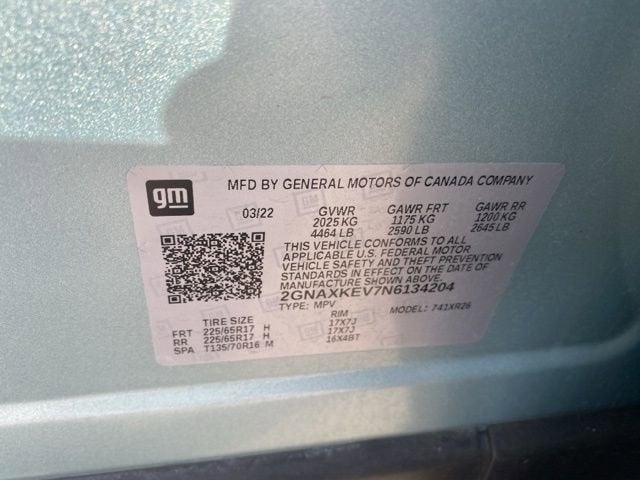 gm
MFD BY GENERAL MOTORS OF CANADA COMPANY
03/22 GVWR GAWR FRT GAWR RR
2025 KG 1175 KG 1200 KG
4464 LB 2590 LB 2645 LB
THIS VEHICLE CONFORMS TO ALL
APPLICABLE U.S. FEDERAL MOTOR
VEHICLE SAFETY AND THEFT PREVENTION
STANDARDS IN EFFECT ON THE DATE OF
MANUFACTURE SHOWN ABOVE.
2GNAXKEV7N6134204
TYPE: MPV MODEL: 741XR26
TIRE SIZE RIM
FRT 225/65R17 H 17X7J
RR 225/65R17 H 17X7J
SPA T135/70R16 M 16X4BT